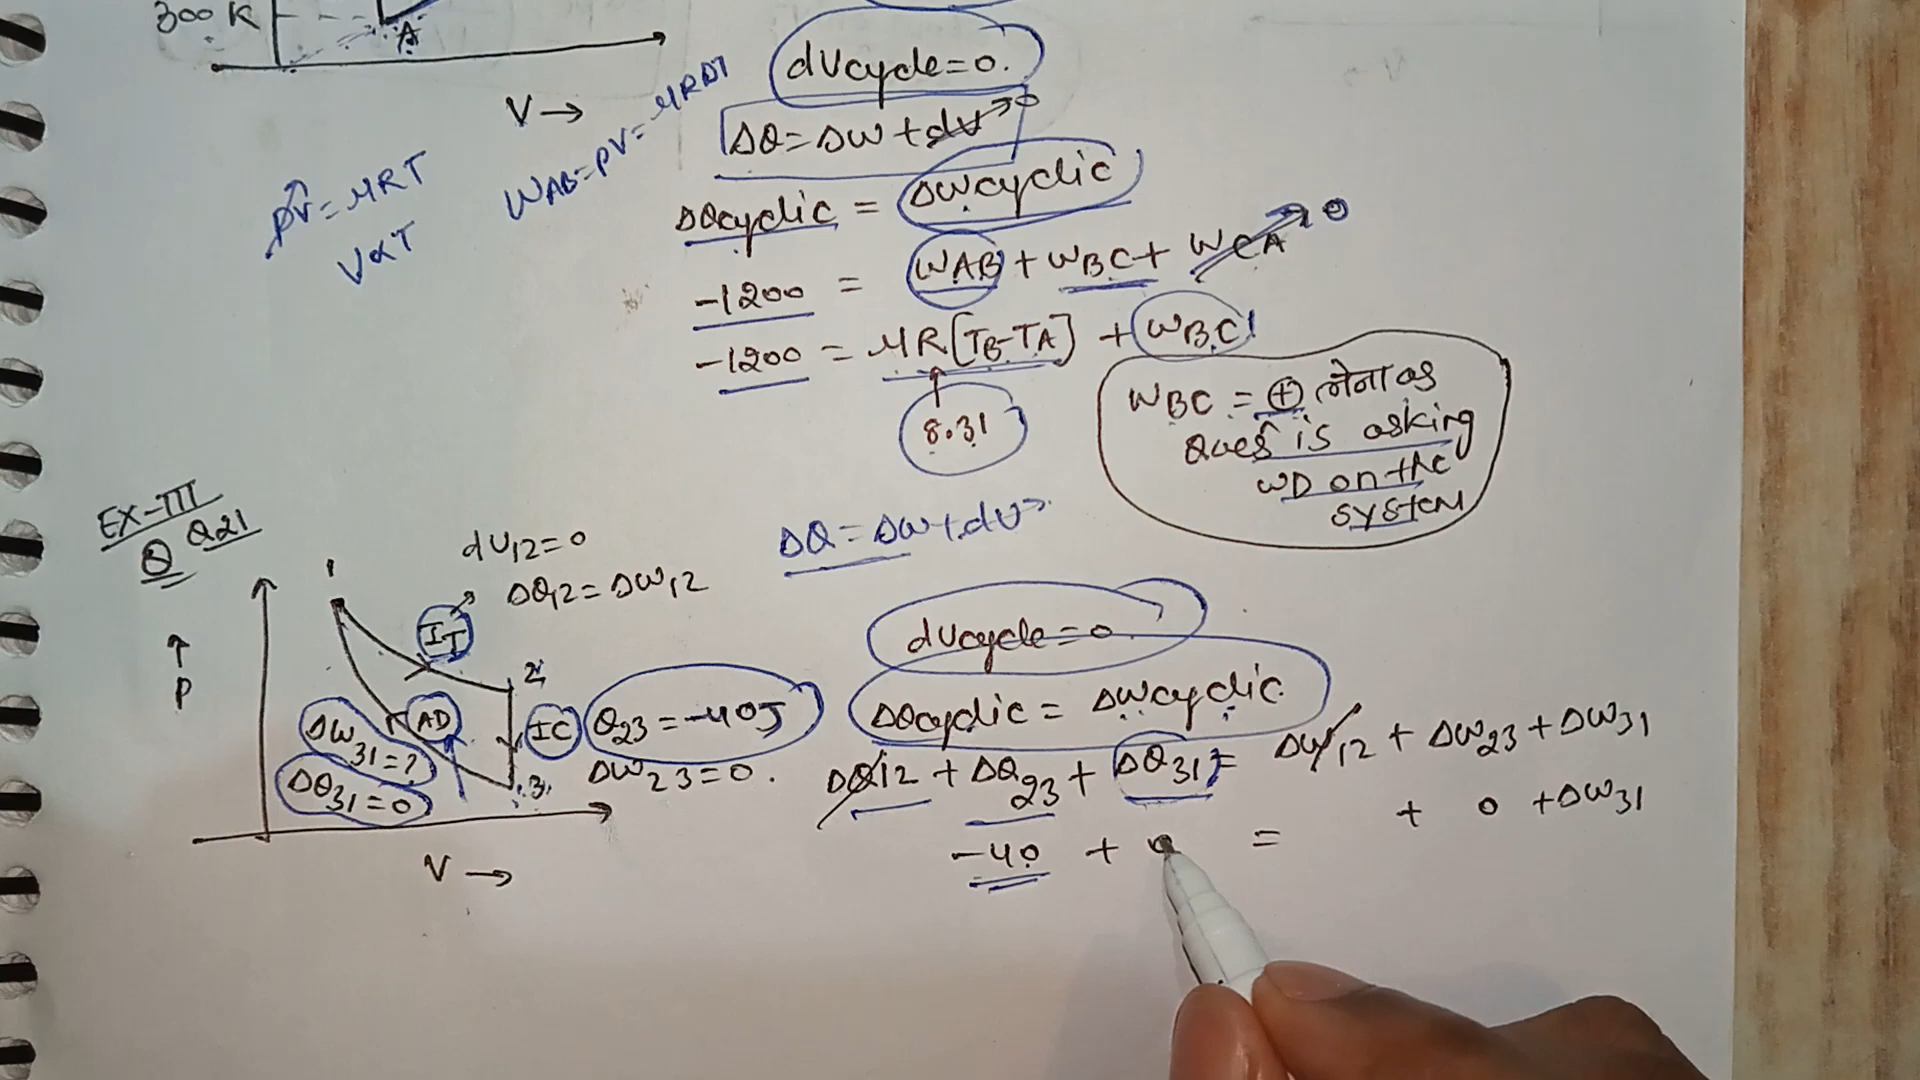 300 K
A
V →
dUcycle=0.
ΔQ=ΔW+dU→0
WAB=PV=μRΔT
PV=μRT
V∝T
ΔQcyclic = ΔWcyclic
-1200 = WAB + WBC + WCA→0
-1200 = μR[TB-TA] + WBC!
8.31
WBC = ⊕ लेना as
Ques is asking
WD on the
system
EX-III
Q Q21
dU12=0
ΔQ12=ΔW12
ΔQ=ΔW+dU
1
IT
dUcycle=0.
↑
P
2
AD
IC
Q23=-40J
ΔQcyclic = ΔWcyclic.
ΔW31=?
ΔQ31=0
3
ΔW23=0.
ΔQ12 + ΔQ23 + ΔQ31 = ΔW12 + ΔW23 + ΔW31
-40 + 0 = + 0 +ΔW31
V →